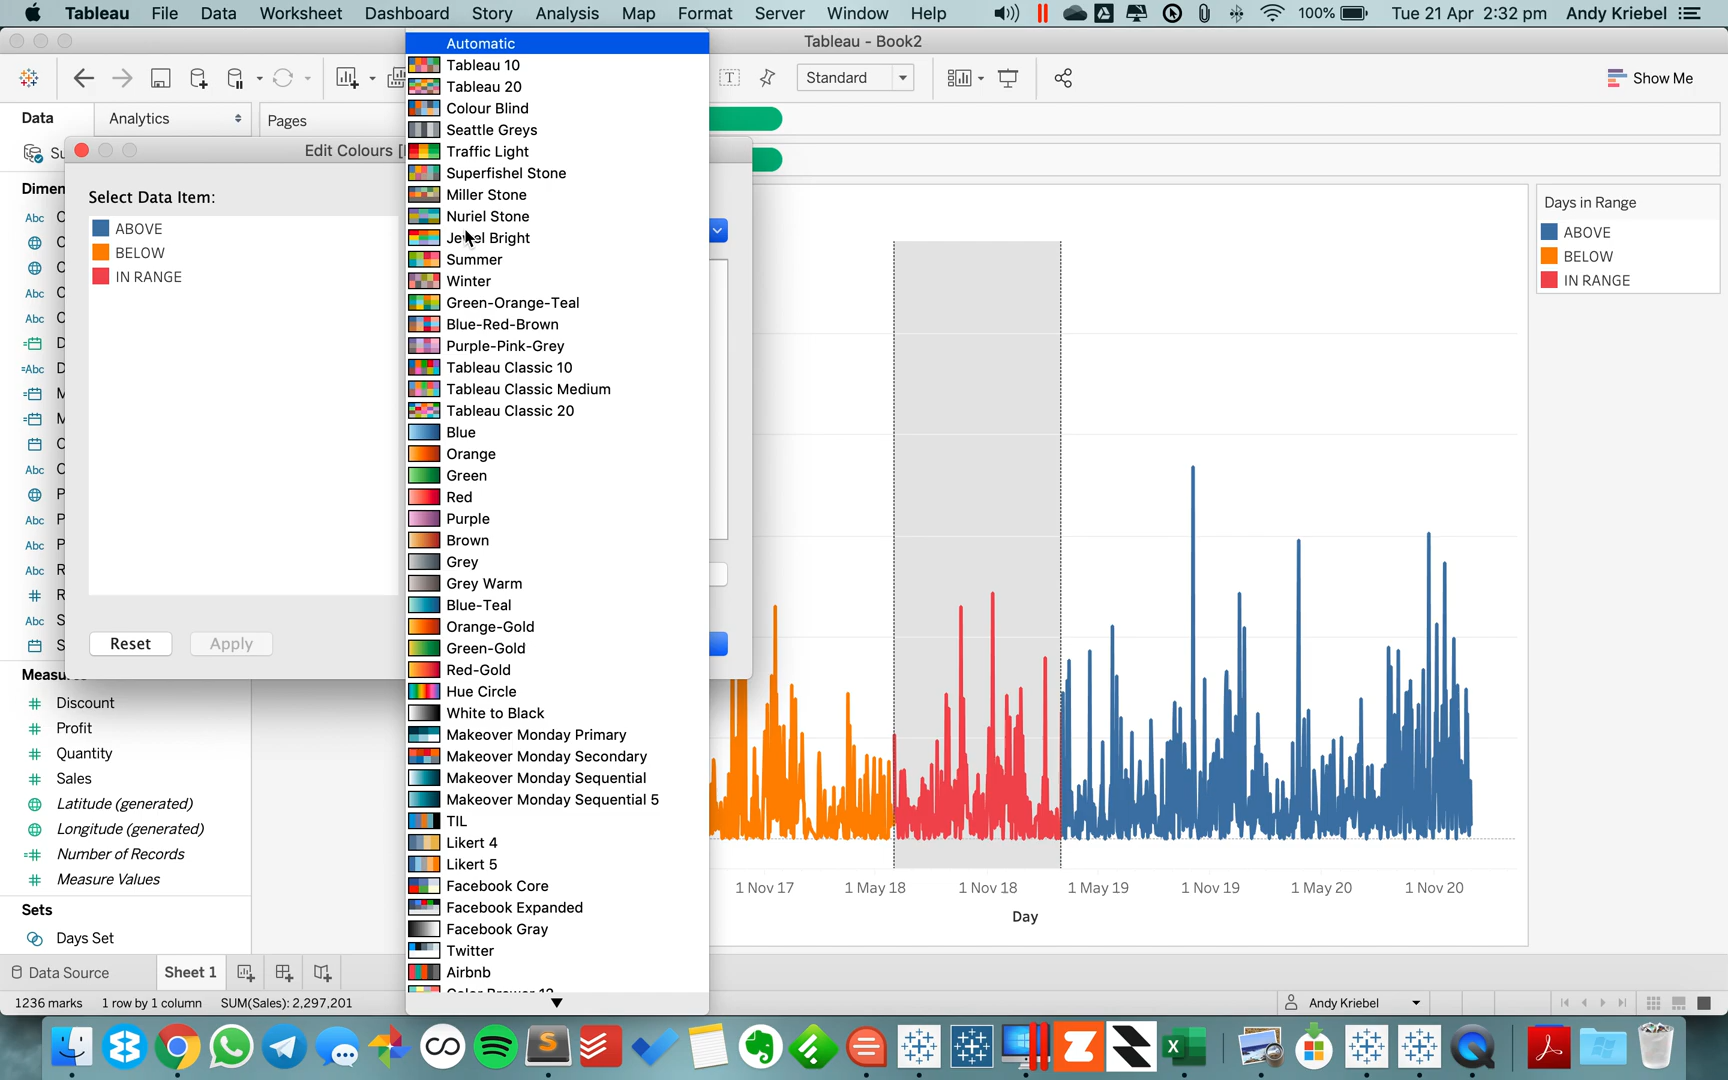 Tableau File Data Worksheet Dashboard Story Analysis Map Format Server Window Help 100% Tue 21 Apr 2:32 pm Andy Kriebel
Tableau - Book2
Standard
Show Me
Data Analytics Pages
Edit Colours [
Select Data Item:
ABOVE
BELOW
IN RANGE
Reset Apply
Automatic
Tableau 10
Tableau 20
Colour Blind
Seattle Greys
Traffic Light
Superfishel Stone
Miller Stone
Nuriel Stone
Jewel Bright
Summer
Winter
Green-Orange-Teal
Blue-Red-Brown
Purple-Pink-Grey
Tableau Classic 10
Tableau Classic Medium
Tableau Classic 20
Blue
Orange
Green
Red
Purple
Brown
Grey
Grey Warm
Blue-Teal
Orange-Gold
Green-Gold
Red-Gold
Hue Circle
White to Black
Makeover Monday Primary
Makeover Monday Secondary
Makeover Monday Sequential
Makeover Monday Sequential 5
TIL
Likert 4
Likert 5
Facebook Core
Facebook Expanded
Facebook Gray
Twitter
Airbnb
Days in Range
ABOVE
BELOW
IN RANGE
Abc
Abc
Abc
=Abc
Abc
Abc
Abc
Abc
Abc
Discount
Profit
Quantity
Sales
Latitude (generated)
Longitude (generated)
Number of Records
Measure Values
Sets
Days Set
1 Nov 17 1 May 18 1 Nov 18 1 May 19 1 Nov 19 1 May 20 1 Nov 20
Day
Data Source Sheet 1
1236 marks 1 row by 1 column SUM(Sales): 2,297,201 Andy Kriebel